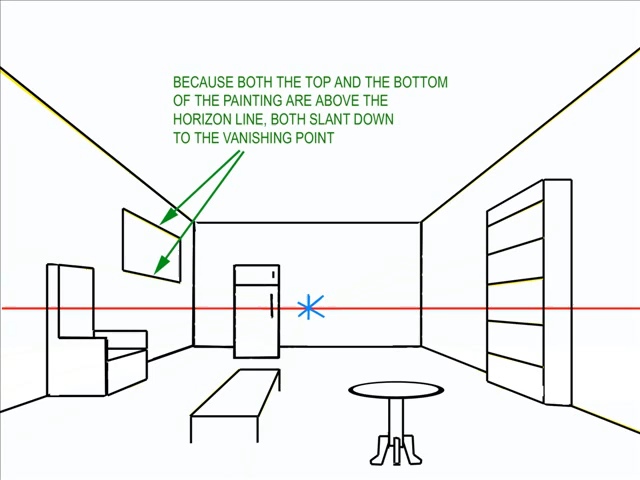 BECAUSE BOTH THE TOP AND THE BOTTOM
OF THE PAINTING ARE ABOVE THE
HORIZON LINE, BOTH SLANT DOWN
TO THE VANISHING POINT